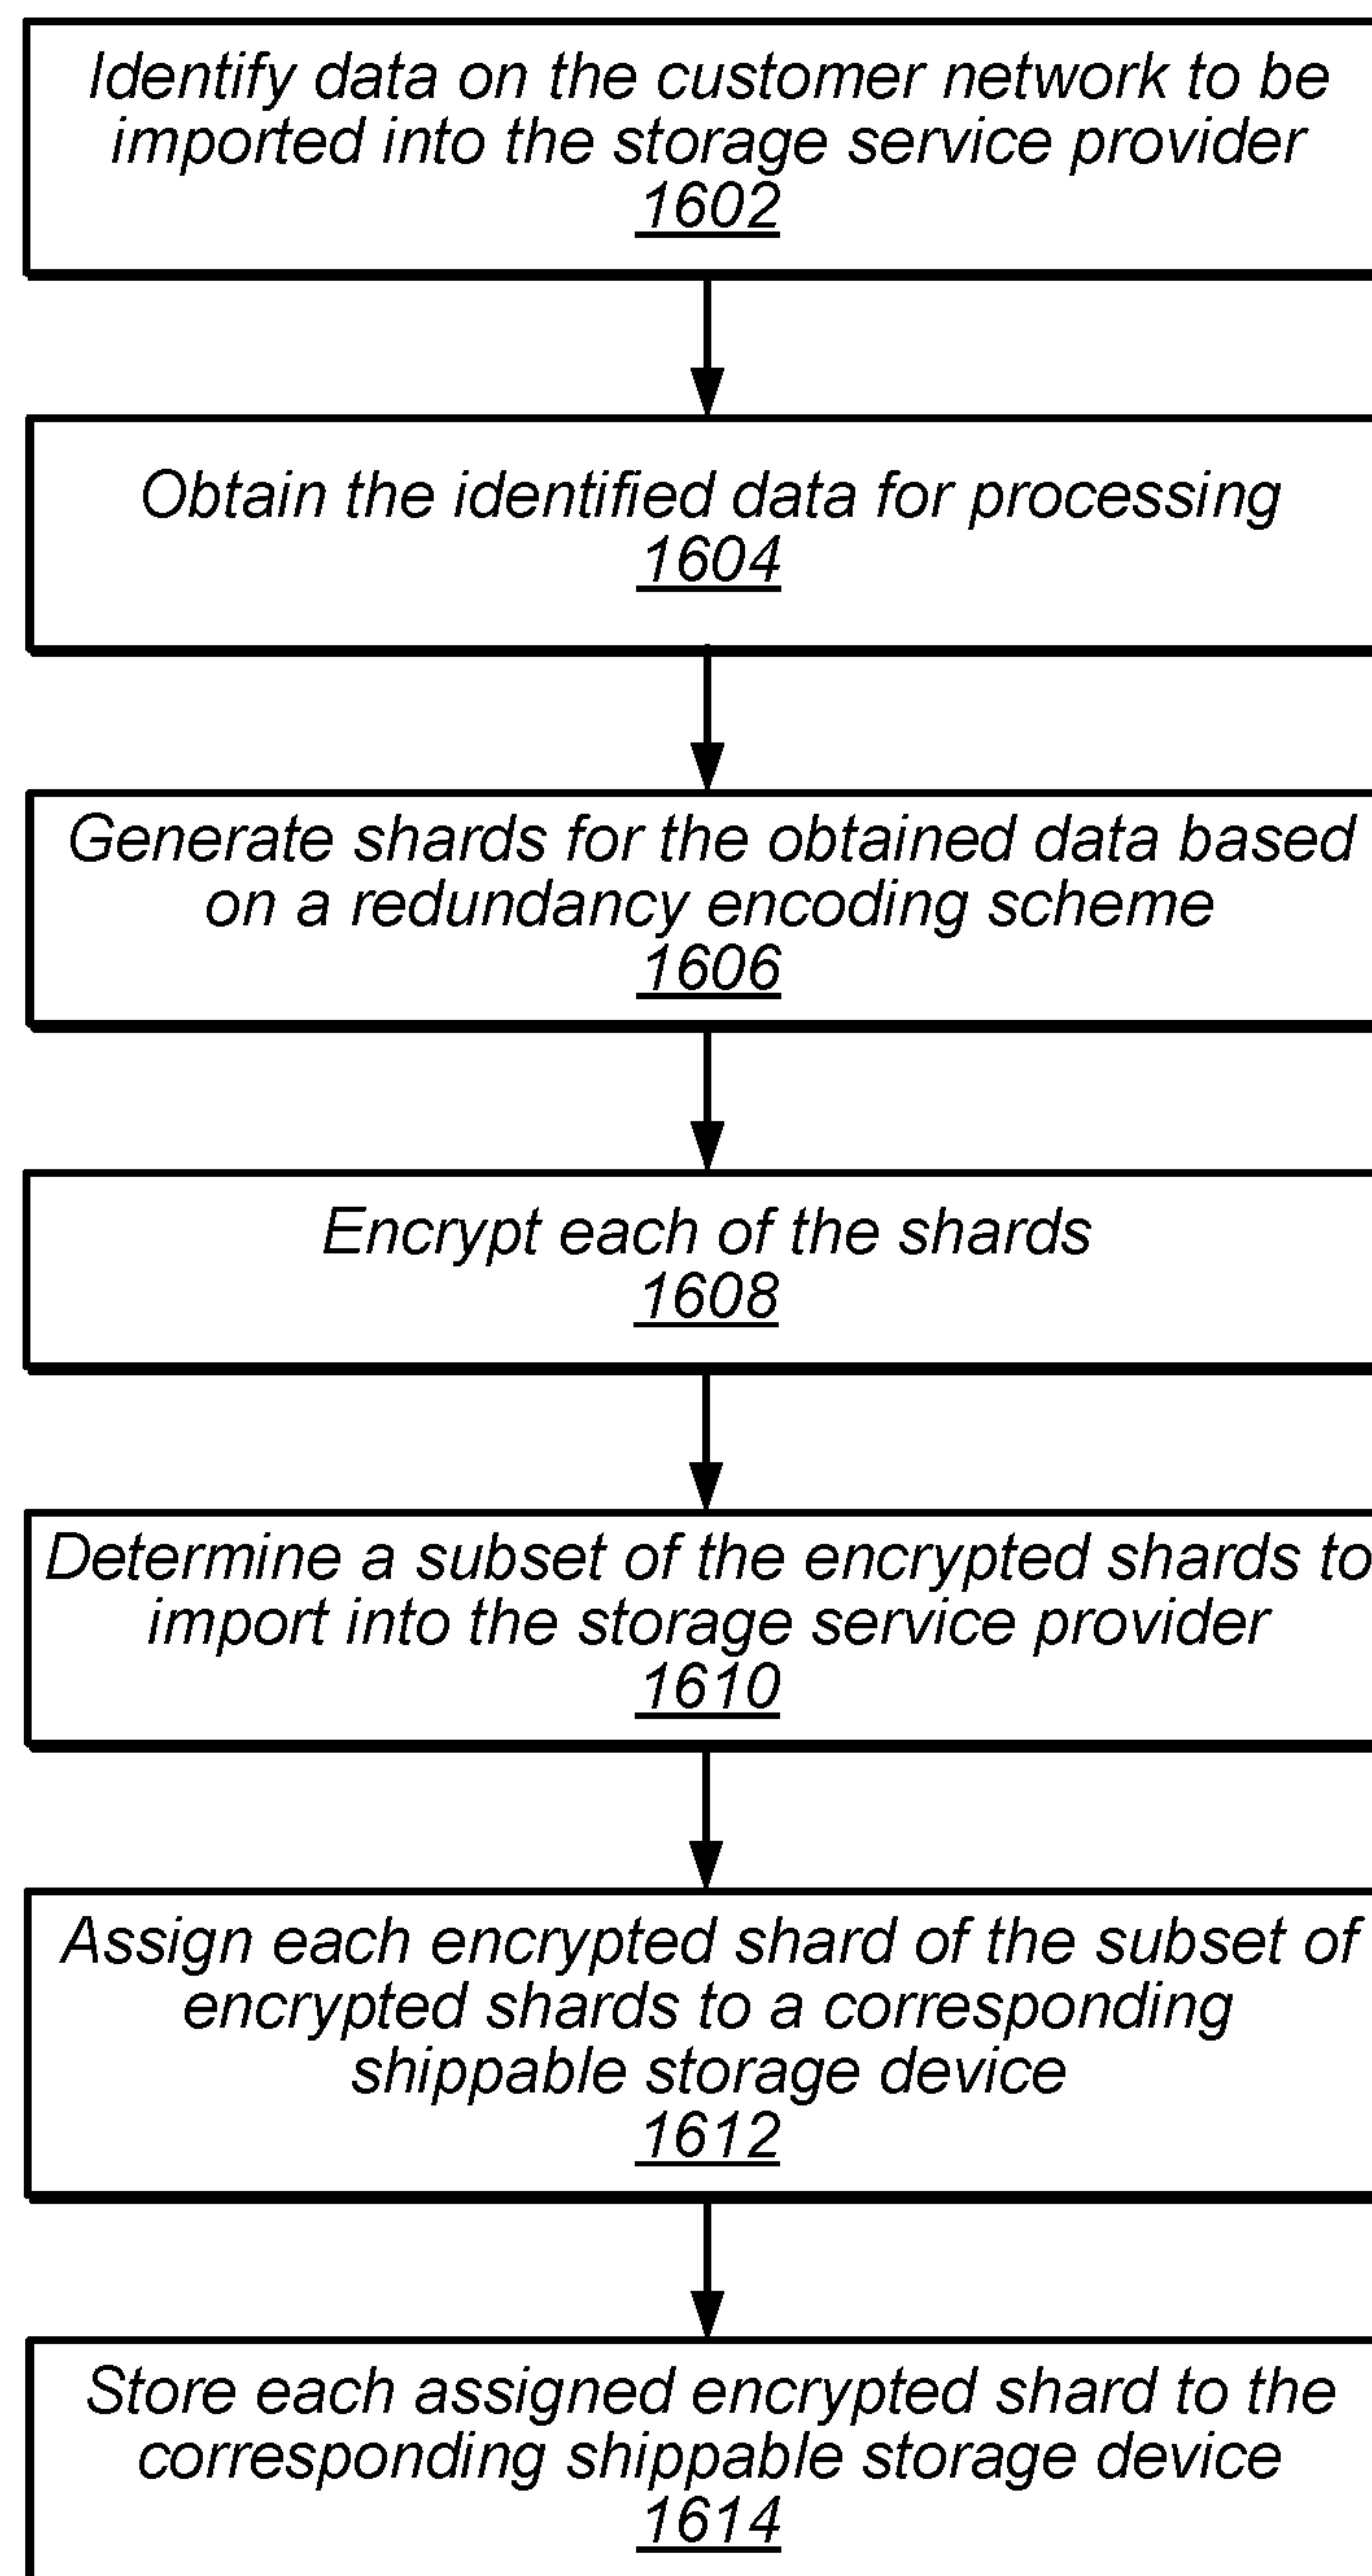 Identify data on the customer network to be
imported into the storage service provider
1602
Obtain the identified data for processing
1604
Generate shards for the obtained data based
on a redundancy encoding scheme
1606
Encrypt each of the shards
1608
Determine a subset of the encrypted shards to
import into the storage service provider
1610
Assign each encrypted shard of the subset of
encrypted shards to a corresponding
shippable storage device
1612
Store each assigned encrypted shard to the
corresponding shippable storage device
1614